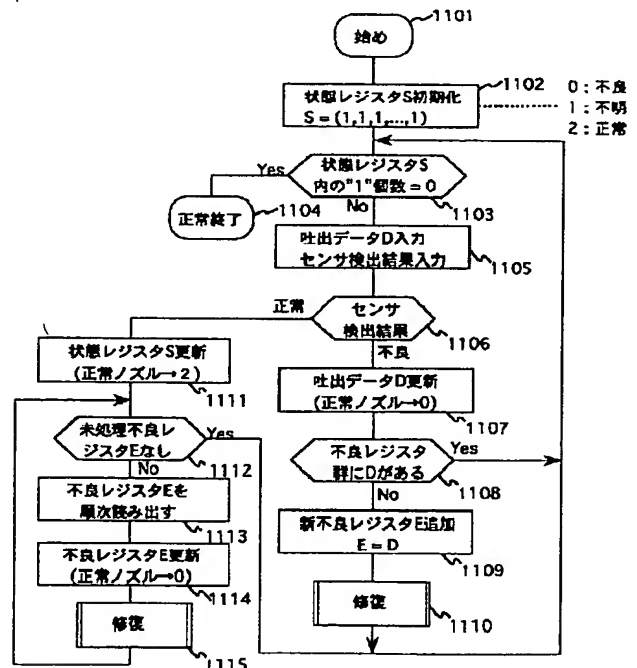 1101
始め
1102
状態レジスタS初期化
S=(1,1,1,...,1)
0:不良
1:不明
2:正常
Yes
状態レジスタS
内の"1"個数=0
1103
正常終了
1104
No
吐出データD入力
センサ検出結果入力
1105
正常
センサ
検出結果
1106
不良
状態レジスタS更新
(正常ノズル→2)
1111
吐出データD更新
(正常ノズル→0)
1107
未処理不良レ
ジスタEなし
Yes
1112
No
不良レジスタ
群にDがある
Yes
1108
No
不良レジスタEを
順次読み出す
1113
新不良レジスタE追加
E=D
1109
不良レジスタE更新
(正常ノズル→0)
1114
修復
1110
修復
1115